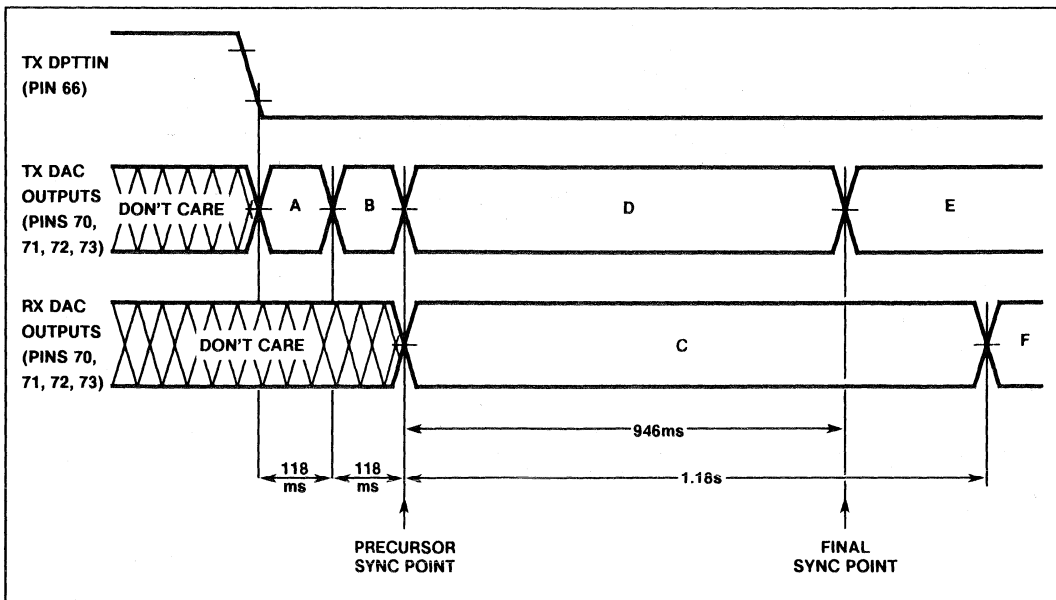 TX DPTTIN
(PIN 66)
TX DAC
OUTPUTS
(PINS 70,
71, 72, 73)
DON'T CARE
A
B
D
E
RX DAC
OUTPUTS
(PINS 70,
71, 72, 73)
DON'T CARE
C
F
946ms
118
ms
118
ms
1.18s
PRECURSOR
SYNC POINT
FINAL
SYNC POINT